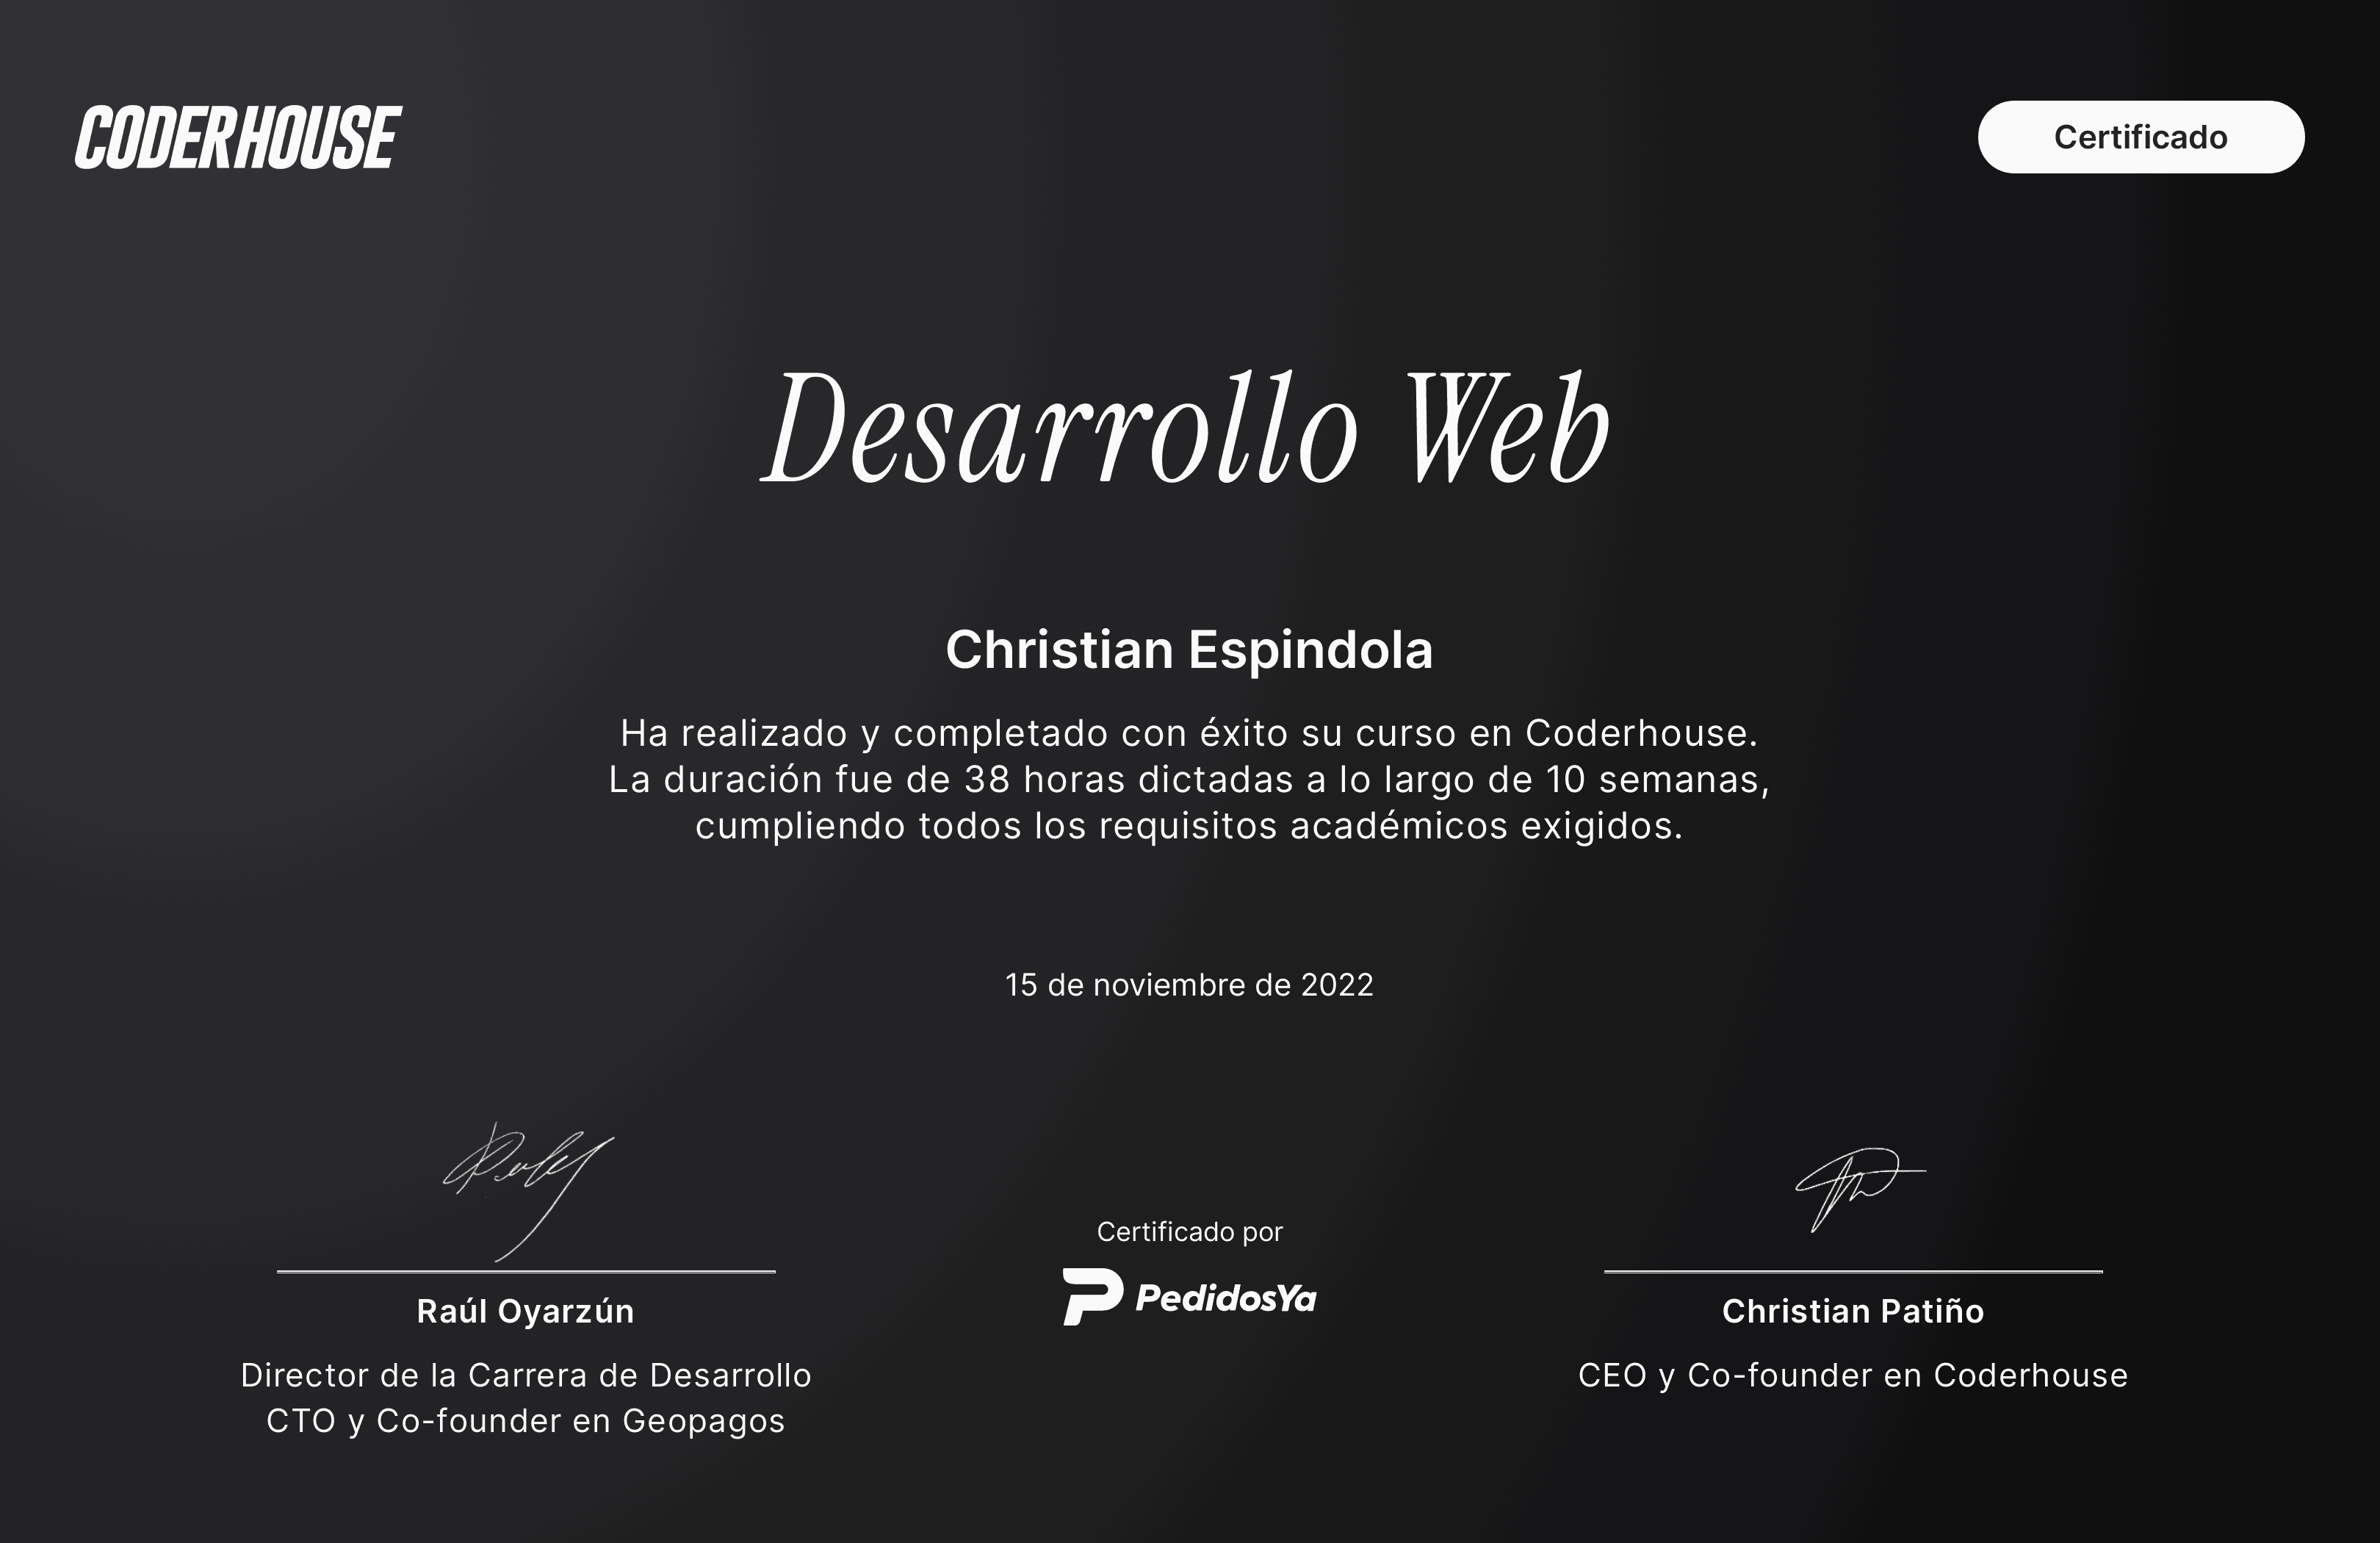 CODERHOUSE
Certificado
Desarrollo Web
Christian Espindola
Ha realizado y completado con éxito su curso en Coderhouse.
La duración fue de 38 horas dictadas a lo largo de 10 semanas,
cumpliendo todos los requisitos académicos exigidos.
15 de noviembre de 2022
Raúl Oyarzún
Director de la Carrera de Desarrollo
CTO y Co-founder en Geopagos
Certificado por
PedidosYa
Christian Patiño
CEO y Co-founder en Coderhouse